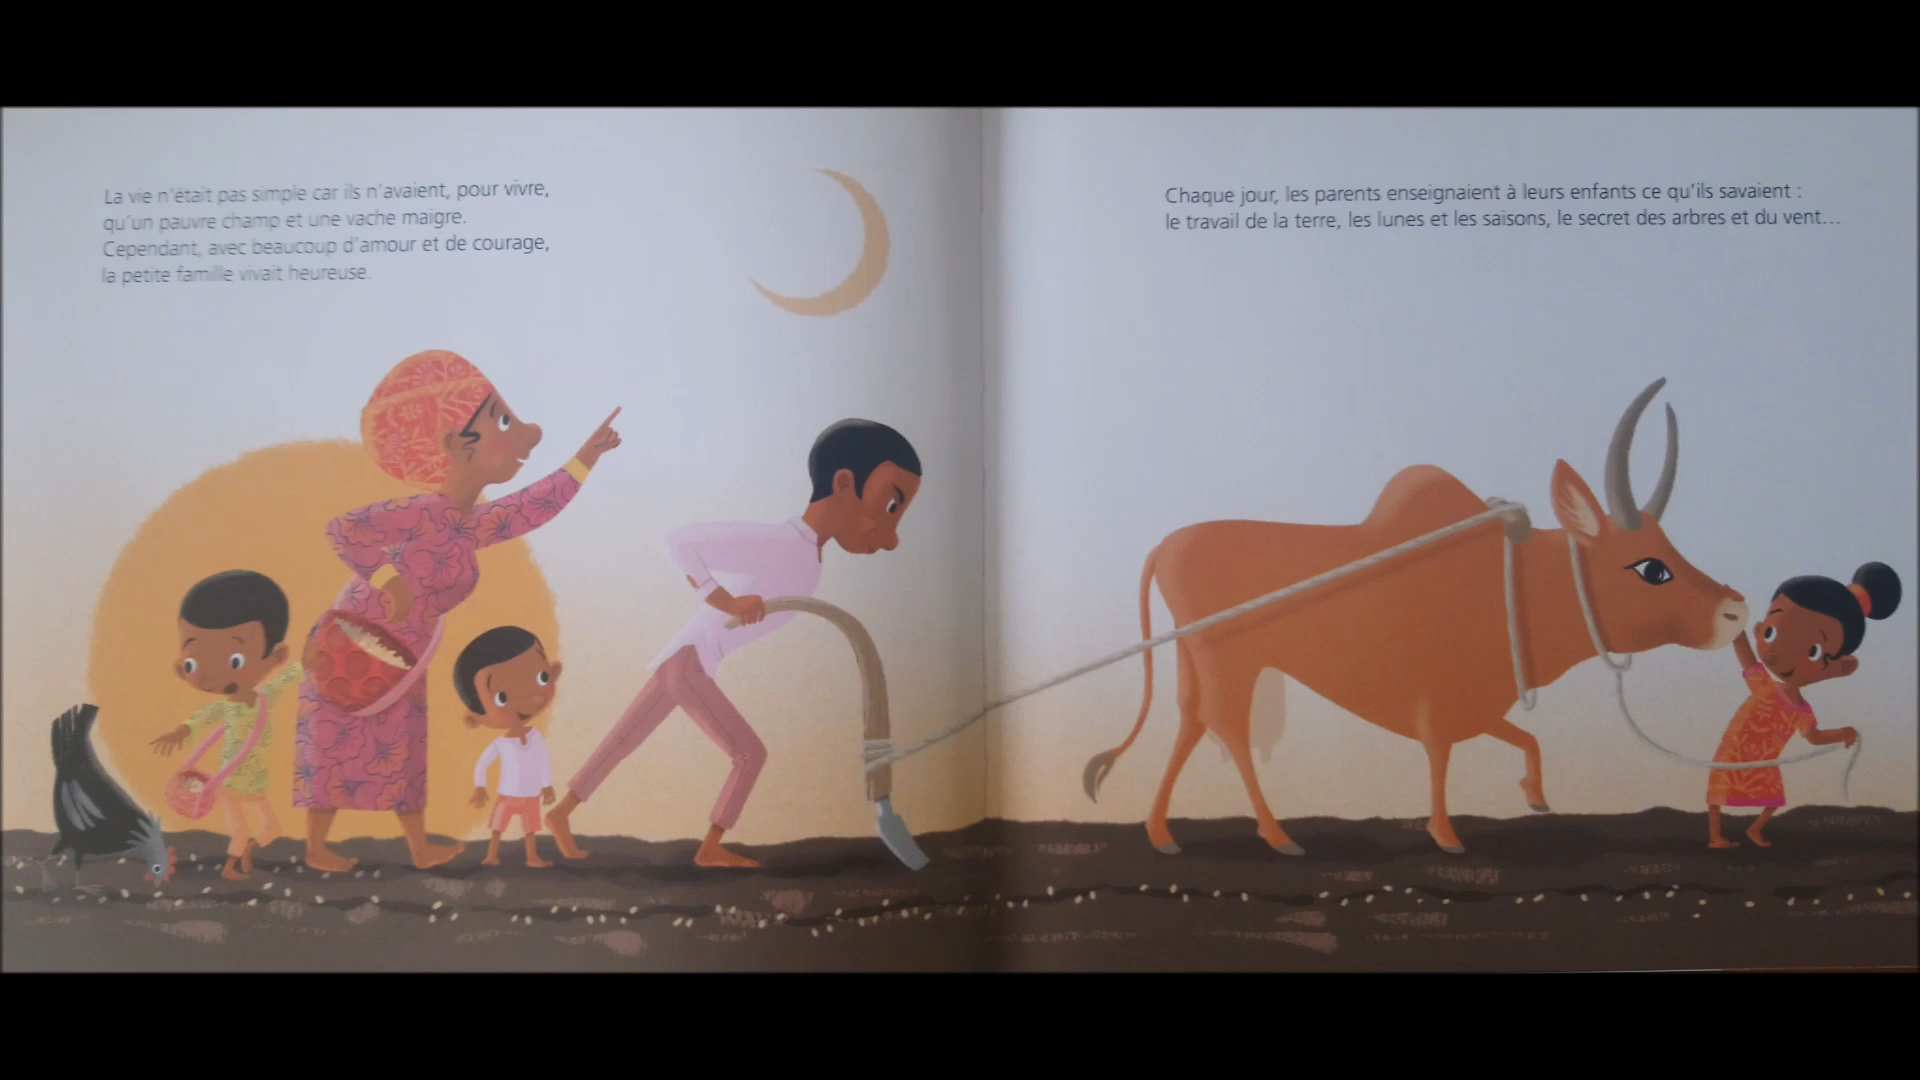 La vie n'était pas simple car ils n'avaient, pour vivre,
qu'un pauvre champ et une vache maigre.
Cependant, avec beaucoup d'amour et de courage,
la petite famille vivait heureuse.
Chaque jour, les parents enseignaient à leurs enfants ce qu'ils savaient :
le travail de la terre, les lunes et les saisons, le secret des arbres et du vent…